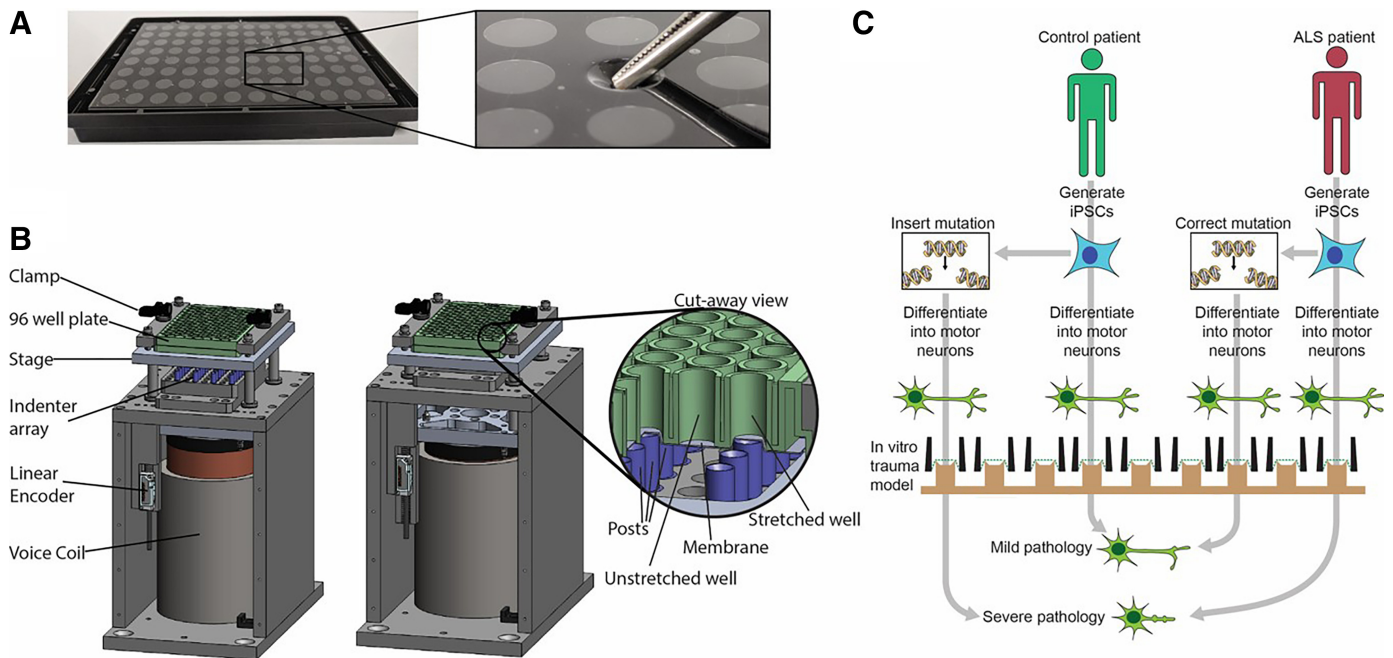 A
B
Clamp
96 well plate
Stage
Indenter
array
Linear
Encoder
Voice Coil
Cut-away view
Posts
Stretched well
Membrane
Unstretched well
C
Control patient
ALS patient
Generate
iPSCs
Generate
iPSCs
Insert mutation
Correct mutation
Differentiate
into motor
neurons
Differentiate
into motor
neurons
Differentiate
into motor
neurons
Differentiate
into motor
neurons
In vitro
trauma
model
Mild pathology
Severe pathology